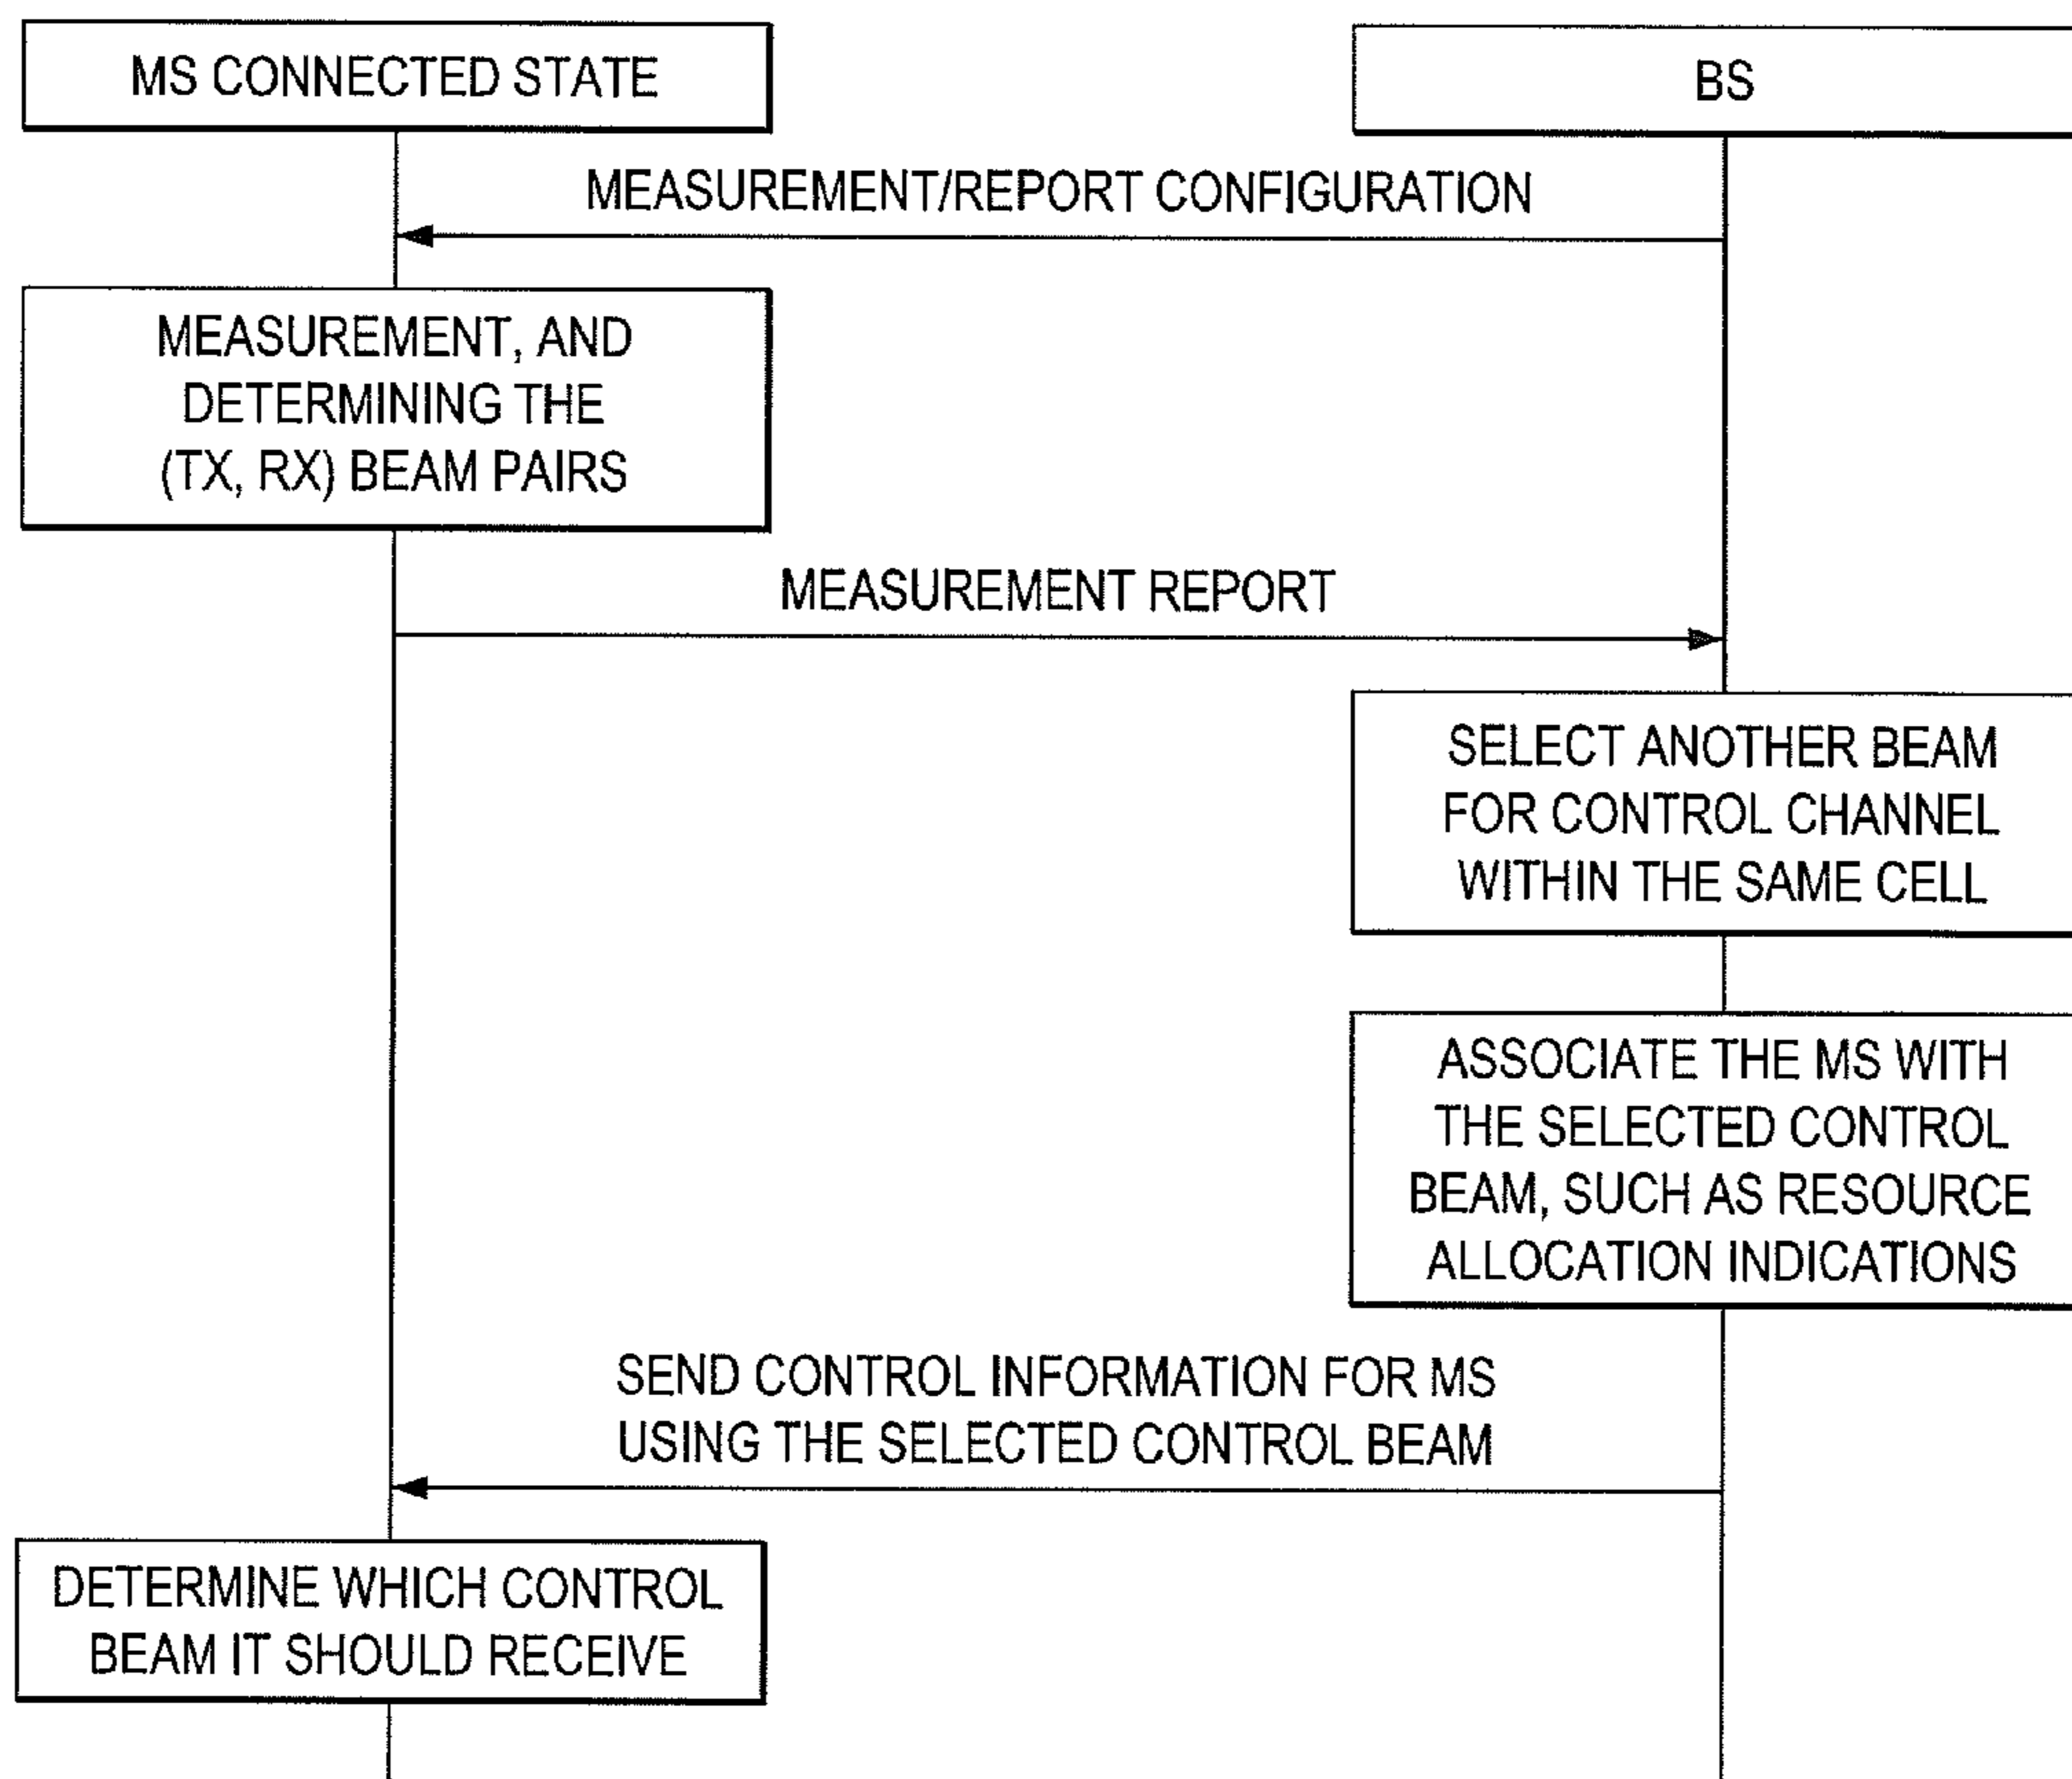 MS CONNECTED STATE
BS
MEASUREMENT/REPORT CONFIGURATION
MEASUREMENT, AND
DETERMINING THE
(TX, RX) BEAM PAIRS
MEASUREMENT REPORT
SELECT ANOTHER BEAM
FOR CONTROL CHANNEL
WITHIN THE SAME CELL
ASSOCIATE THE MS WITH
THE SELECTED CONTROL
BEAM, SUCH AS RESOURCE
ALLOCATION INDICATIONS
SEND CONTROL INFORMATION FOR MS
USING THE SELECTED CONTROL BEAM
DETERMINE WHICH CONTROL
BEAM IT SHOULD RECEIVE